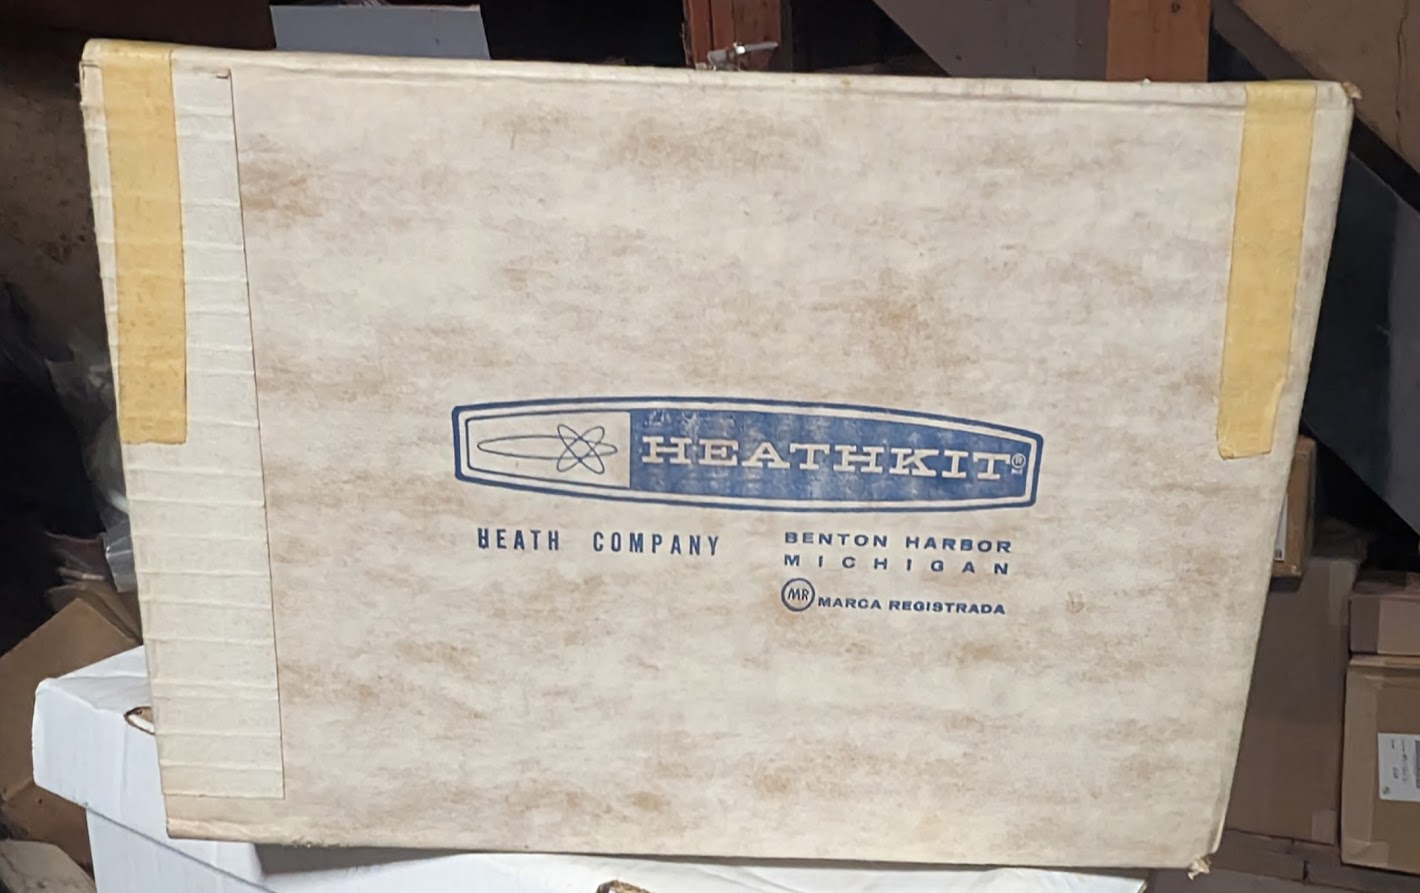 HEATHKIT®
HEATH COMPANY
BENTON HARBOR
MICHIGAN
MR MARCA REGISTRADA